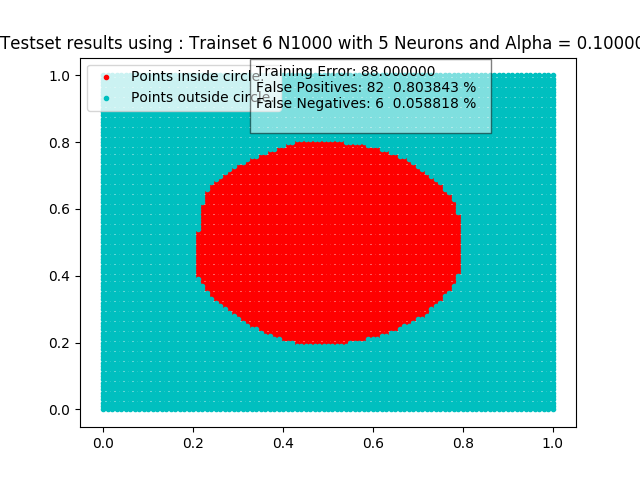 Testset results using : Trainset 6 N1000 with 5 Neurons and Alpha = 0.10000
Points inside circle
Points outside circle
Training Error: 88.000000
False Positives: 82  0.803843 %
False Negatives: 6  0.058818 %
1.0
0.8
0.6
0.4
0.2
0.0
0.0 0.2 0.4 0.6 0.8 1.0